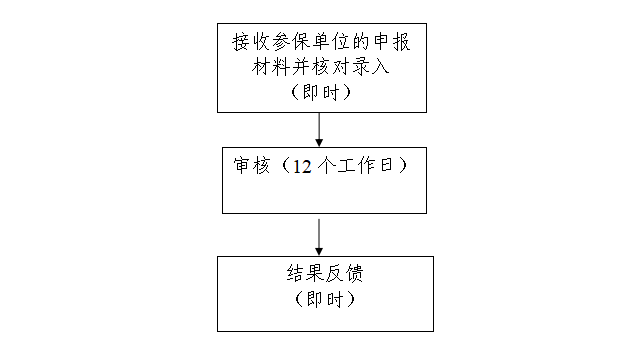 接收参保单位的申报
材料并核对录入
（即时）
审核（12个工作日）
结果反馈
（即时）